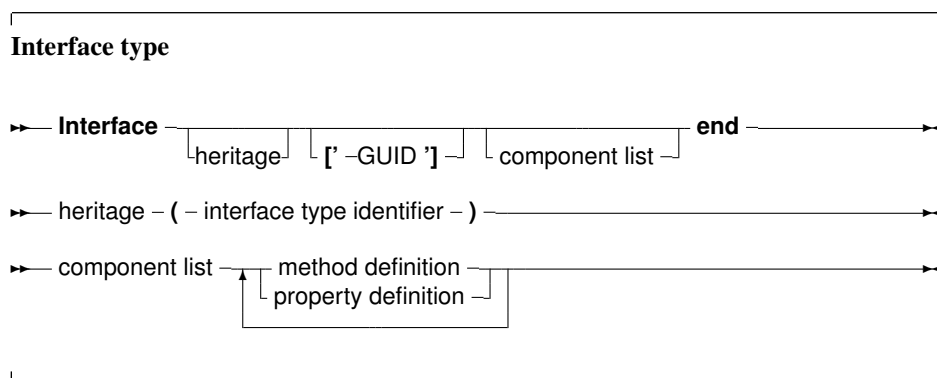 Interface type
Interface heritage [' GUID '] component list end
heritage ( interface type identifier )
component list method definition
property definition